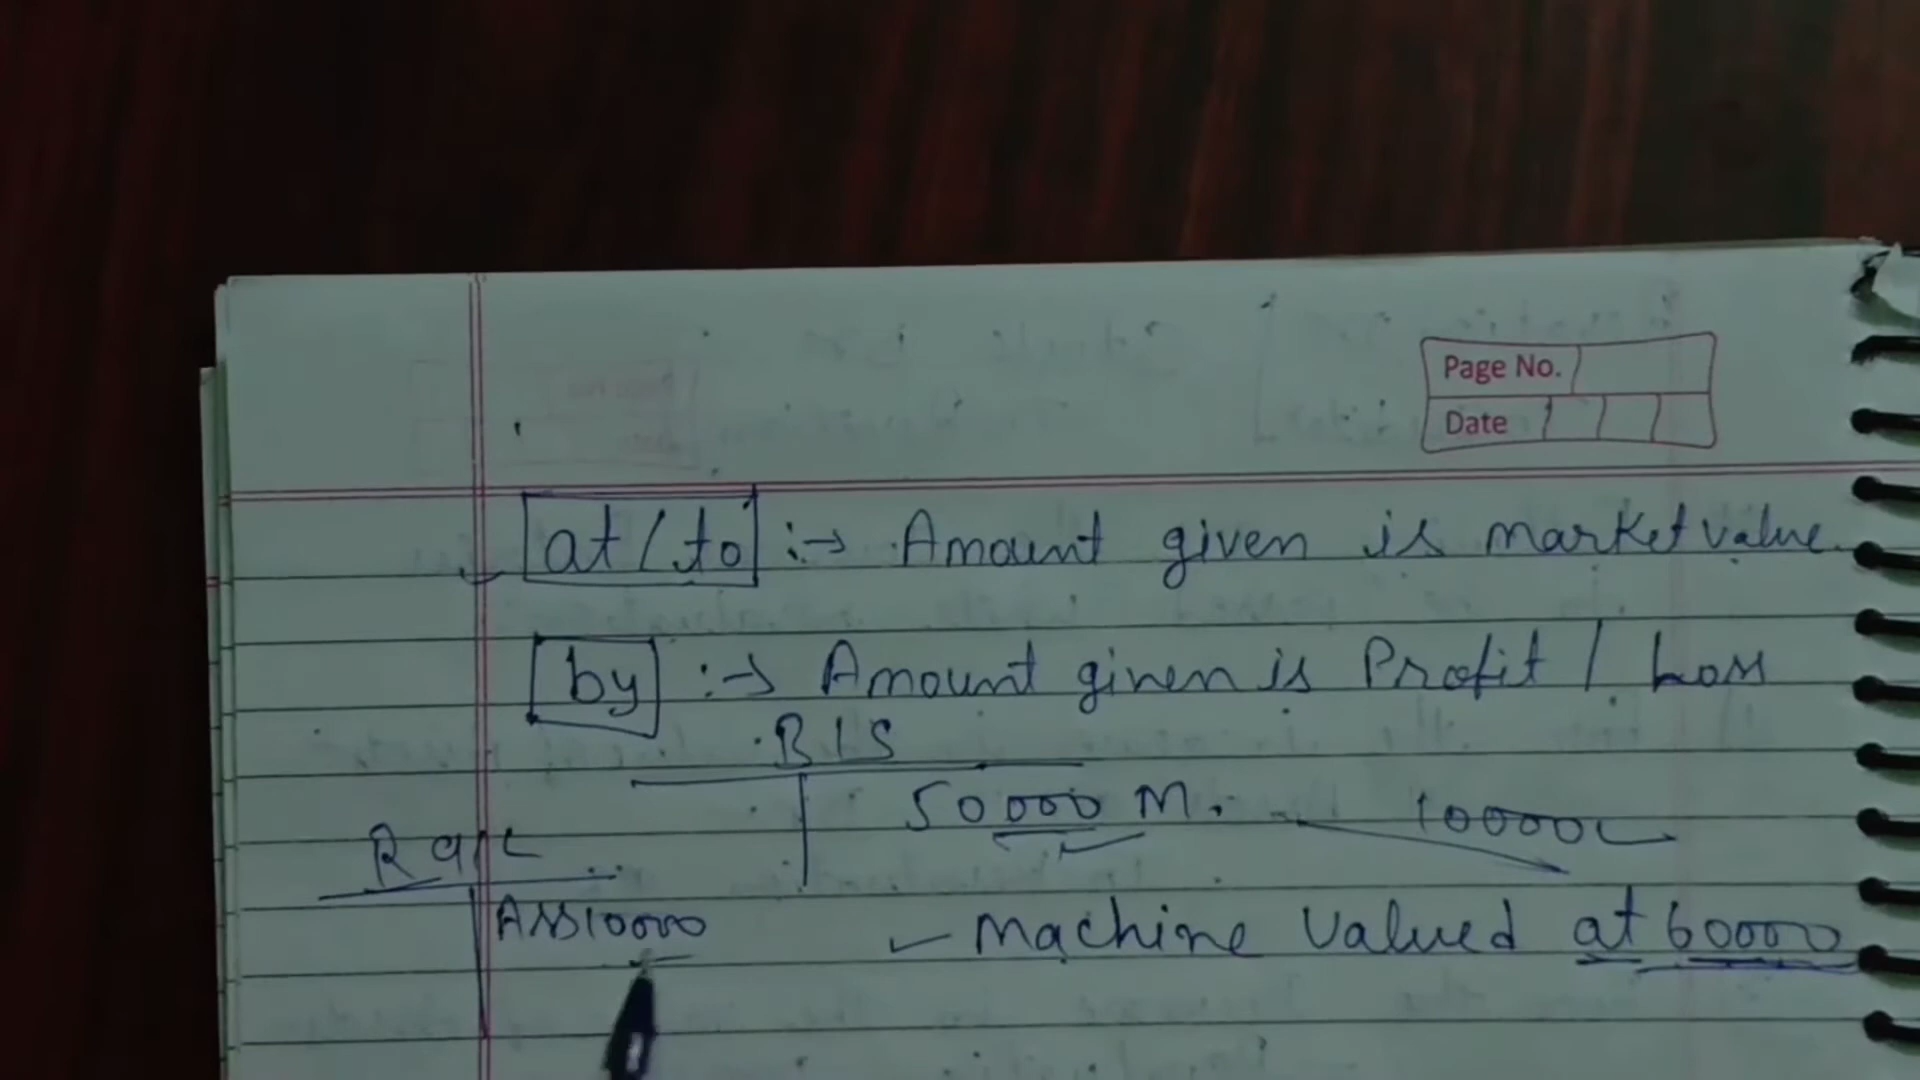 Page No.
Date
at/to :→ Amount given is market value
by :→ Amount given is Profit / Loss
B/S
50000 M. 10000
R a/c
Ass 10000
✓ Machine Valued at 60000